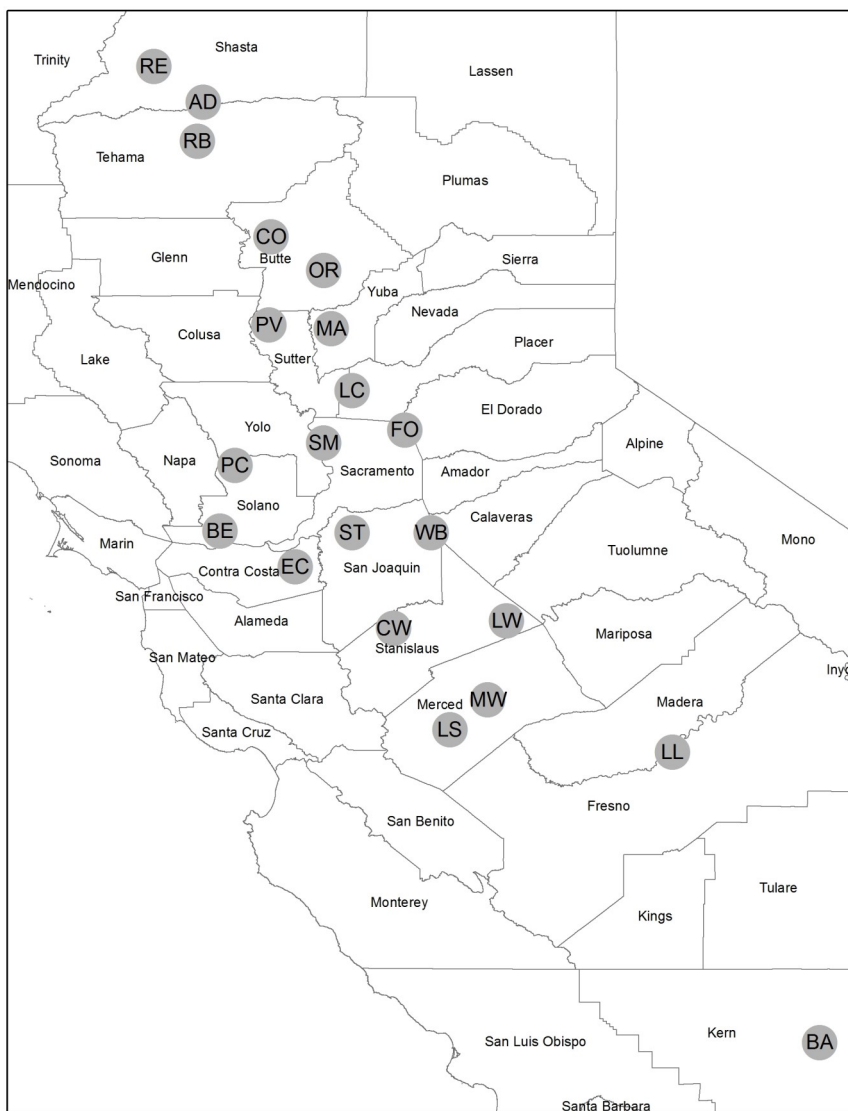 Shasta
Trinity
RE
Lassen
AD
RB
Tehama
Plumas
CO
Butte
Glenn
OR
Sierra
Mendocino
Yuba
Nevada
PV
MA
Colusa
Placer
Lake
Sutter
LC
El Dorado
Yolo
FO
SM
Alpine
Sonoma
Napa
PC
Sacramento
Amador
Solano
Calaveras
BE
ST
WB
Mono
Marin
Tuolumne
EC
Contra Costa
San Joaquin
San Francisco
Alameda
CW
LW
Mariposa
Stanislaus
San Mateo
Inyo
Santa Clara
MW
Madera
Merced
LS
Santa Cruz
LL
Fresno
San Benito
Tulare
Monterey
Kings
Kern
San Luis Obispo
BA
Santa Barbara